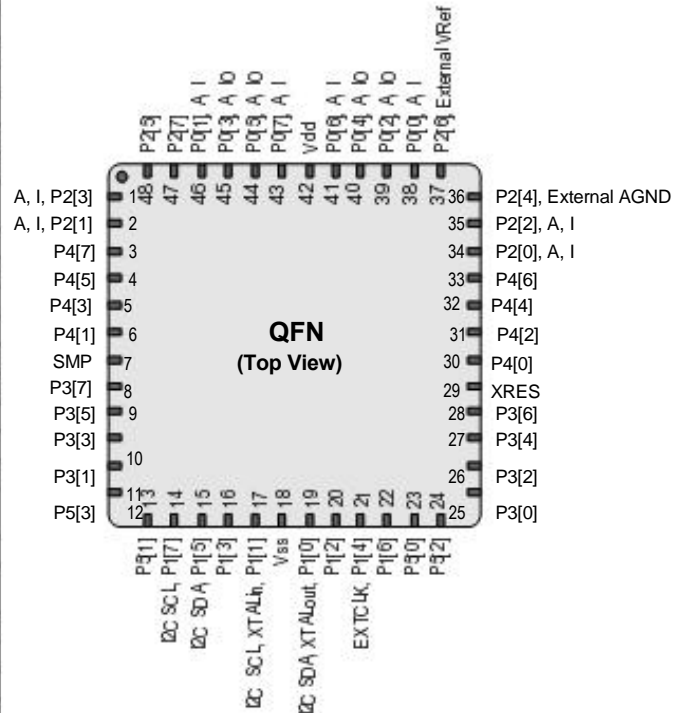 P2[5]
P2[7]
P0[1], A, I
P0[3], A, IO
P0[5], A, IO
P0[7], A, I
Vdd
P0[6], A, I
P0[4], A, IO
P0[2], A, IO
P0[0], A, I
P2[6], External VRef
48
47
46
45
44
43
42
41
40
39
38
37
A, I, P2[3] 1
A, I, P2[1] 2
P4[7] 3
P4[5] 4
P4[3] 5
P4[1] 6
SMP 7
P3[7] 8
P3[5] 9
P3[3] 10
P3[1] 11
P5[3] 12
QFN
(Top View)
36 P2[4], External AGND
35 P2[2], A, I
34 P2[0], A, I
33 P4[6]
32 P4[4]
31 P4[2]
30 P4[0]
29 XRES
28 P3[6]
27 P3[4]
26 P3[2]
25 P3[0]
13
14
15
16
17
18
19
20
21
22
23
24
P5[1]
I2C SCL, P1[7]
I2C SDA, P1[5]
P1[3]
I2C SCL, XTALin, P1[1]
Vss
I2C SDA, XTALout, P1[0]
P1[2]
EXTCLK, P1[4]
P1[6]
P5[0]
P5[2]